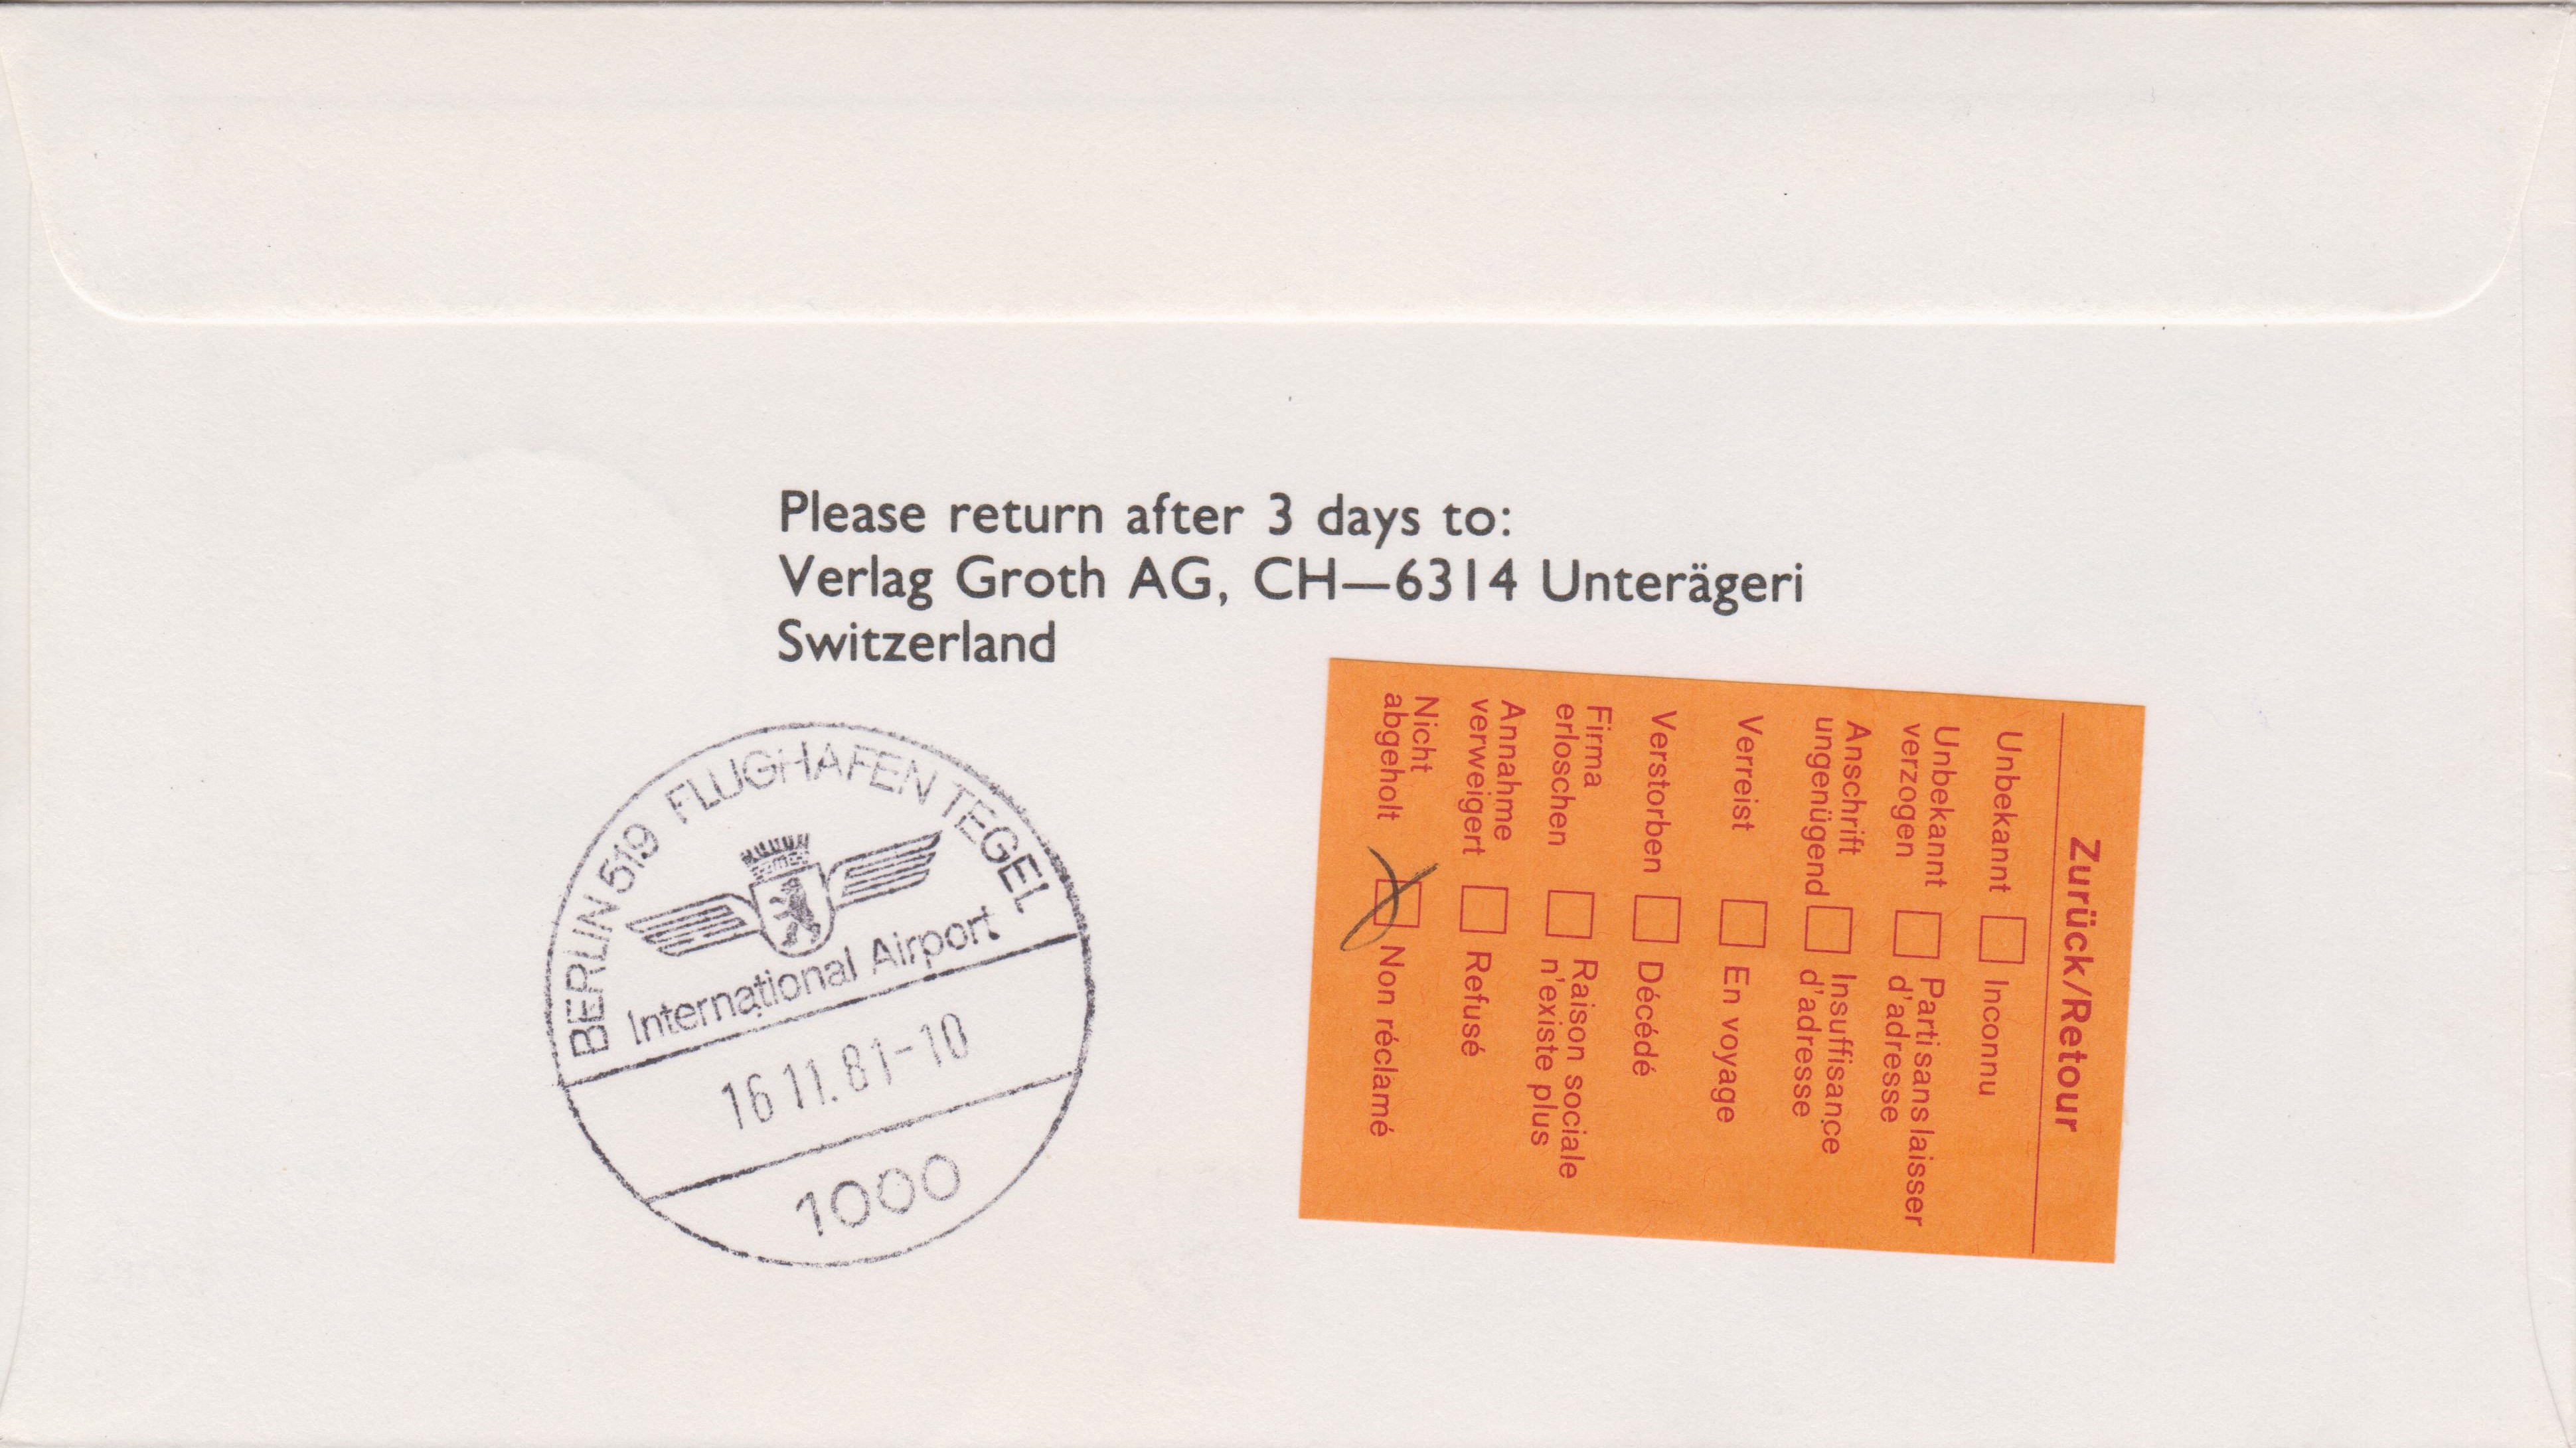 Please return after 3 days to:
Verlag Groth AG, CH—6314 Unterägeri
Switzerland
BERLIN 519 FLUGHAFEN TEGEL
International Airport
16 11. 81-10
1000
Zurück/Retour
Unbekannt Inconnu
Unbekannt Parti sans laisser
verzogen d'adresse
Anschrift Insuffisance
ungenügend d'adresse
Verreist En voyage
Verstorben Décédé
Firma Raison sociale
erloschen n'existe plus
Annahme
verweigert Refusé
Nicht
abgeholt Non réclamé